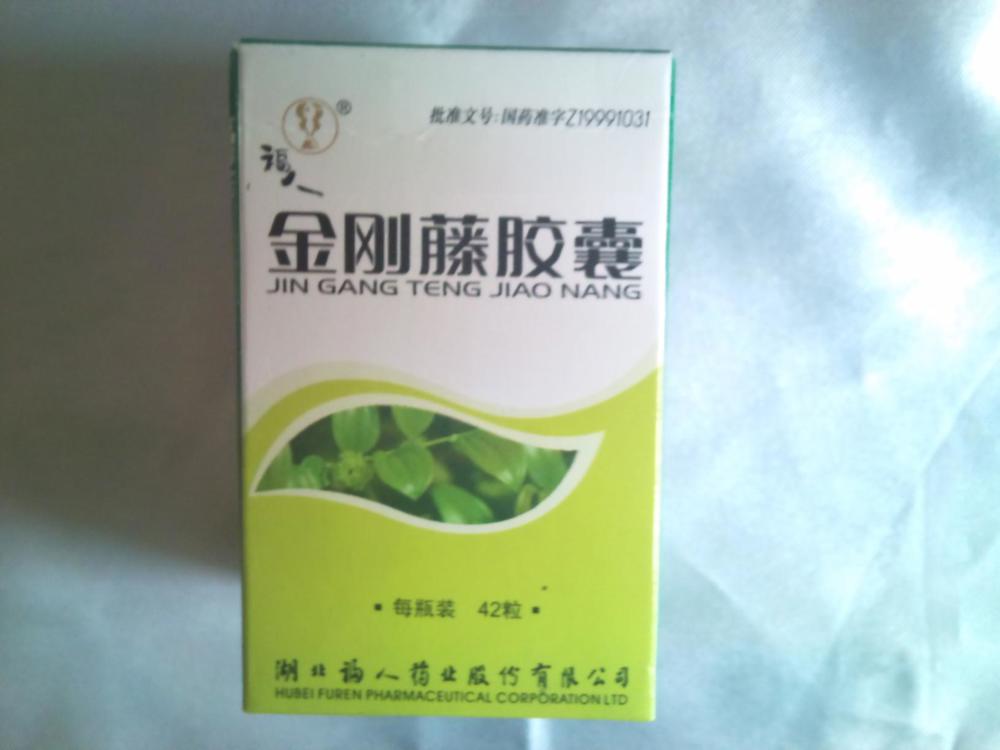 ®
批准文号:国药准字Z19991031
福人
金刚藤胶囊
JIN GANG TENG JIAO NANG
▪ 每瓶装 42粒 ▪
湖北福人药业股份有限公司
HUBEI FUREN PHARMACEUTICAL CORPORATION LTD